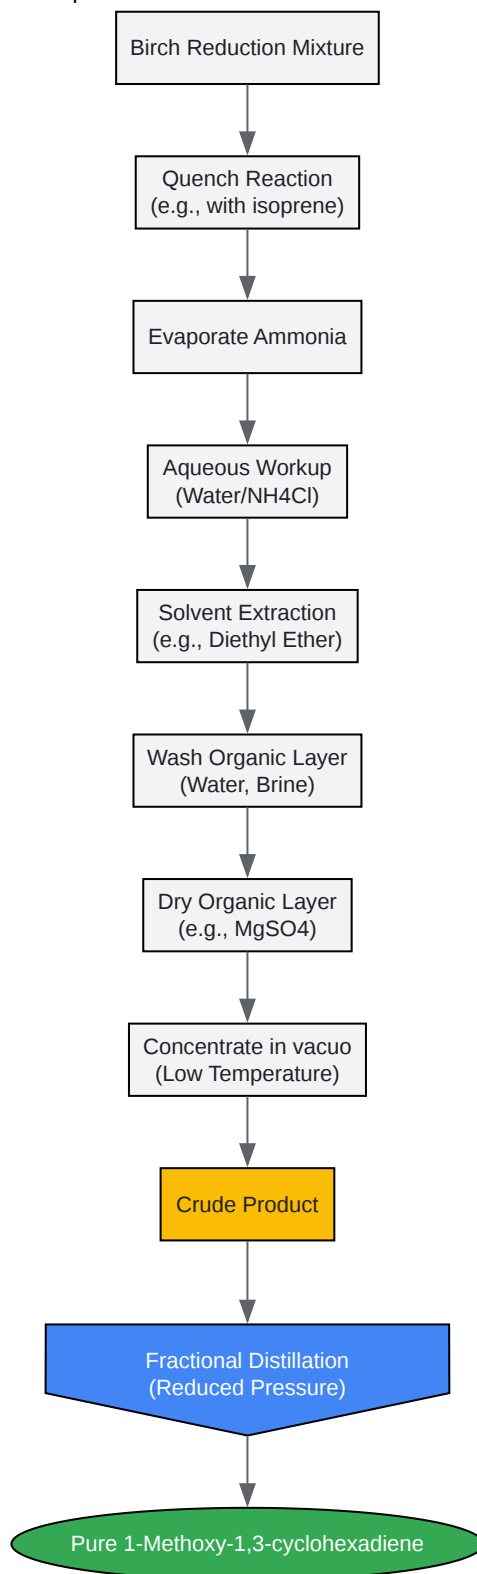 Birch Reduction Mixture
Quench Reaction
(e.g., with isoprene)
Evaporate Ammonia
Aqueous Workup
(Water/NH4Cl)
Solvent Extraction
(e.g., Diethyl Ether)
Wash Organic Layer
(Water, Brine)
Dry Organic Layer
(e.g., MgSO4)
Concentrate in vacuo
(Low Temperature)
Crude Product
Fractional Distillation
(Reduced Pressure)
Pure 1-Methoxy-1,3-cyclohexadiene